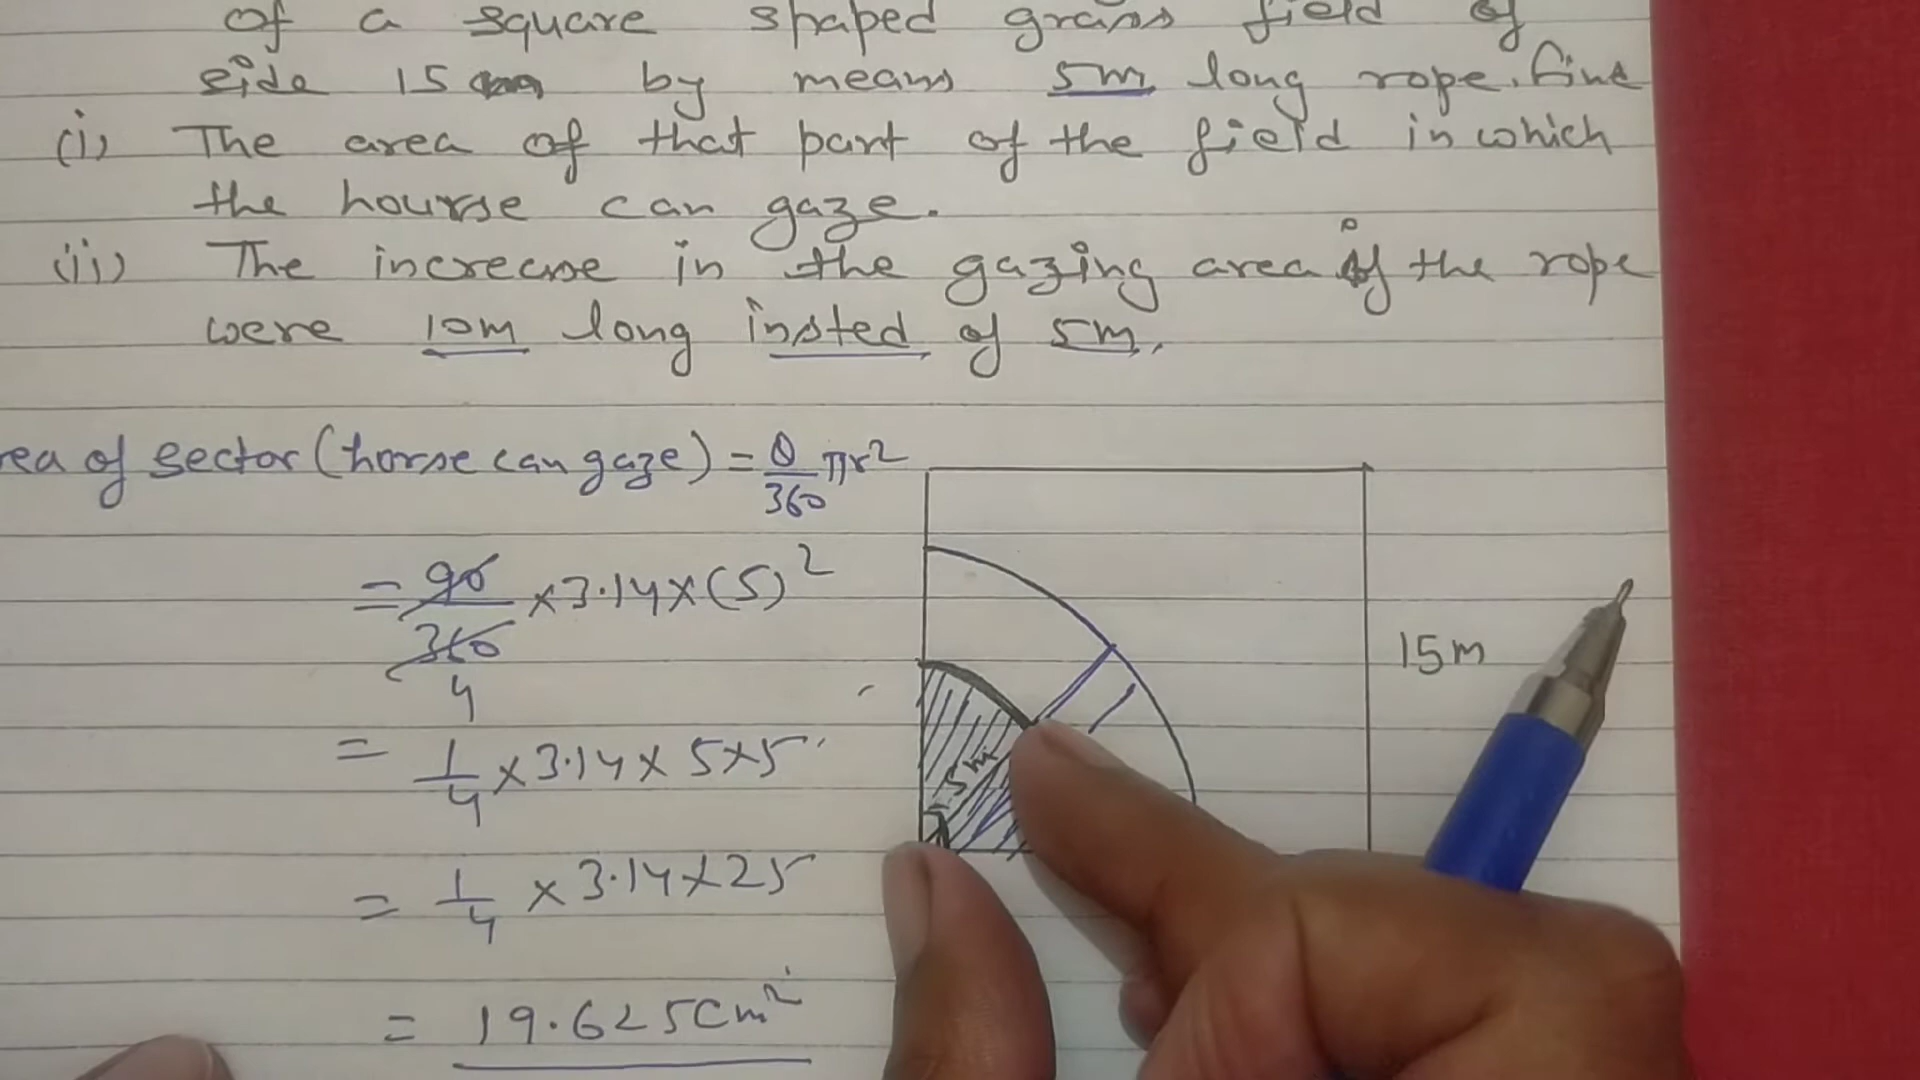 of a square shaped grass field of
side 15 by means 5m long rope. find
(i) The area of that part of the field in which
the hourse can gaze.
(ii) The increase in the gazing area if the rope
were 10m long insted of 5m.
rea of sector (horse can gaze) = θ/360 πr²
= 90/360 × 3.14 × (5)²
4
= 1/4 × 3.14 × 5×5
= 1/4 × 3.14 × 25
= 19.625cm²
15m
5m